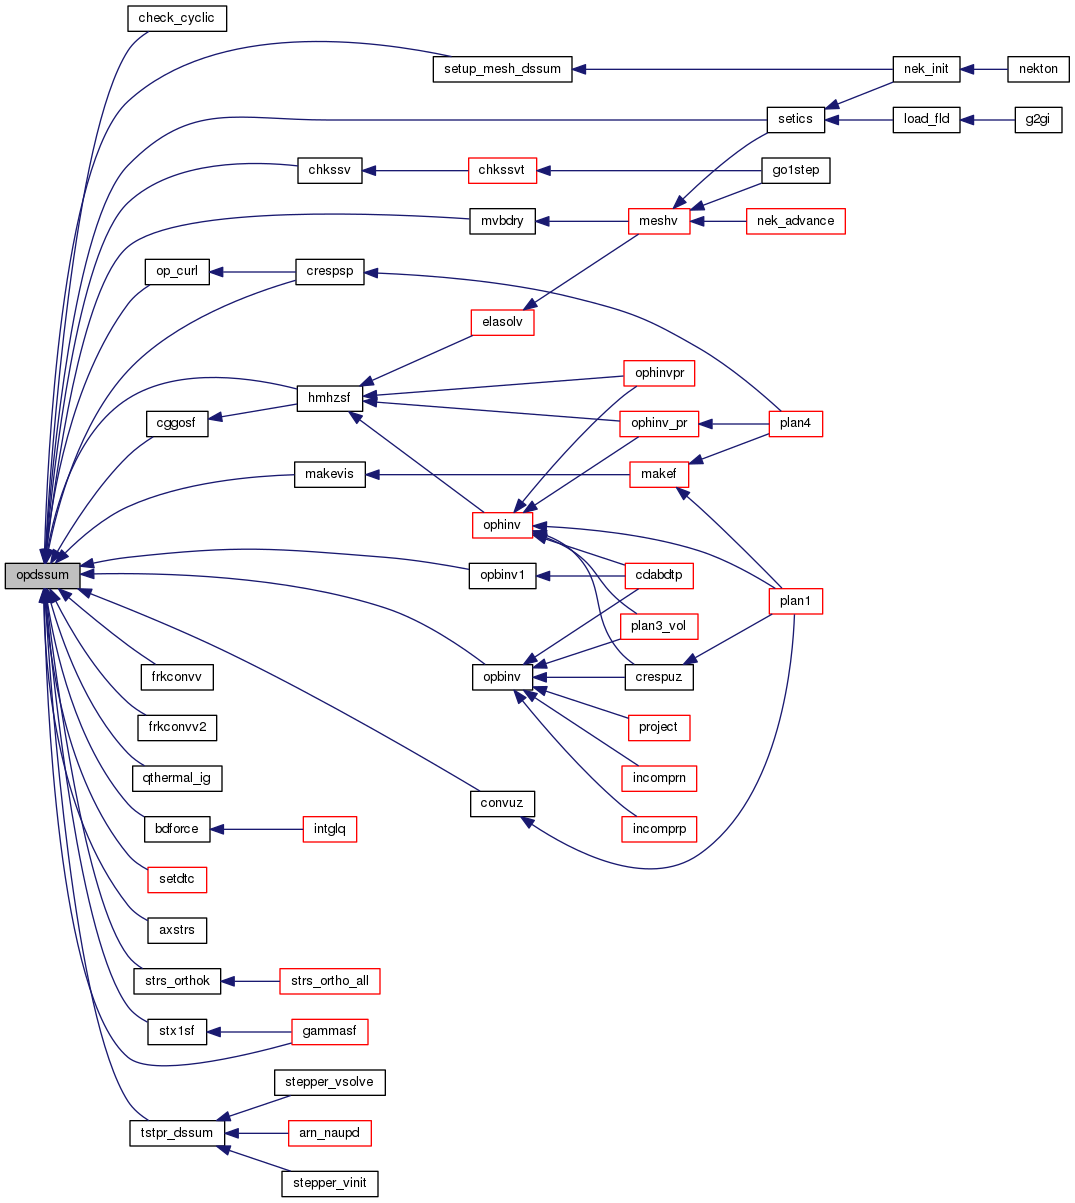 check_cyclic
setup_mesh_dssum
nek_init
nekton
setics
load_fld
g2gi
chkssv
chkssvt
go1step
mvbdry
meshv
nek_advance
op_curl
crespsp
elasolv
ophinvpr
hmhzsf
cggosf
ophinv_pr
plan4
makevis
makef
ophinv
opdssum
opbinv1
cdabdtp
plan1
plan3_vol
frkconvv
opbinv
crespuz
frkconvv2
project
qthermal_ig
incomprn
convuz
bdforce
intglq
incomprp
setdtc
axstrs
strs_orthok
strs_ortho_all
stx1sf
gammasf
stepper_vsolve
tstpr_dssum
arn_naupd
stepper_vinit